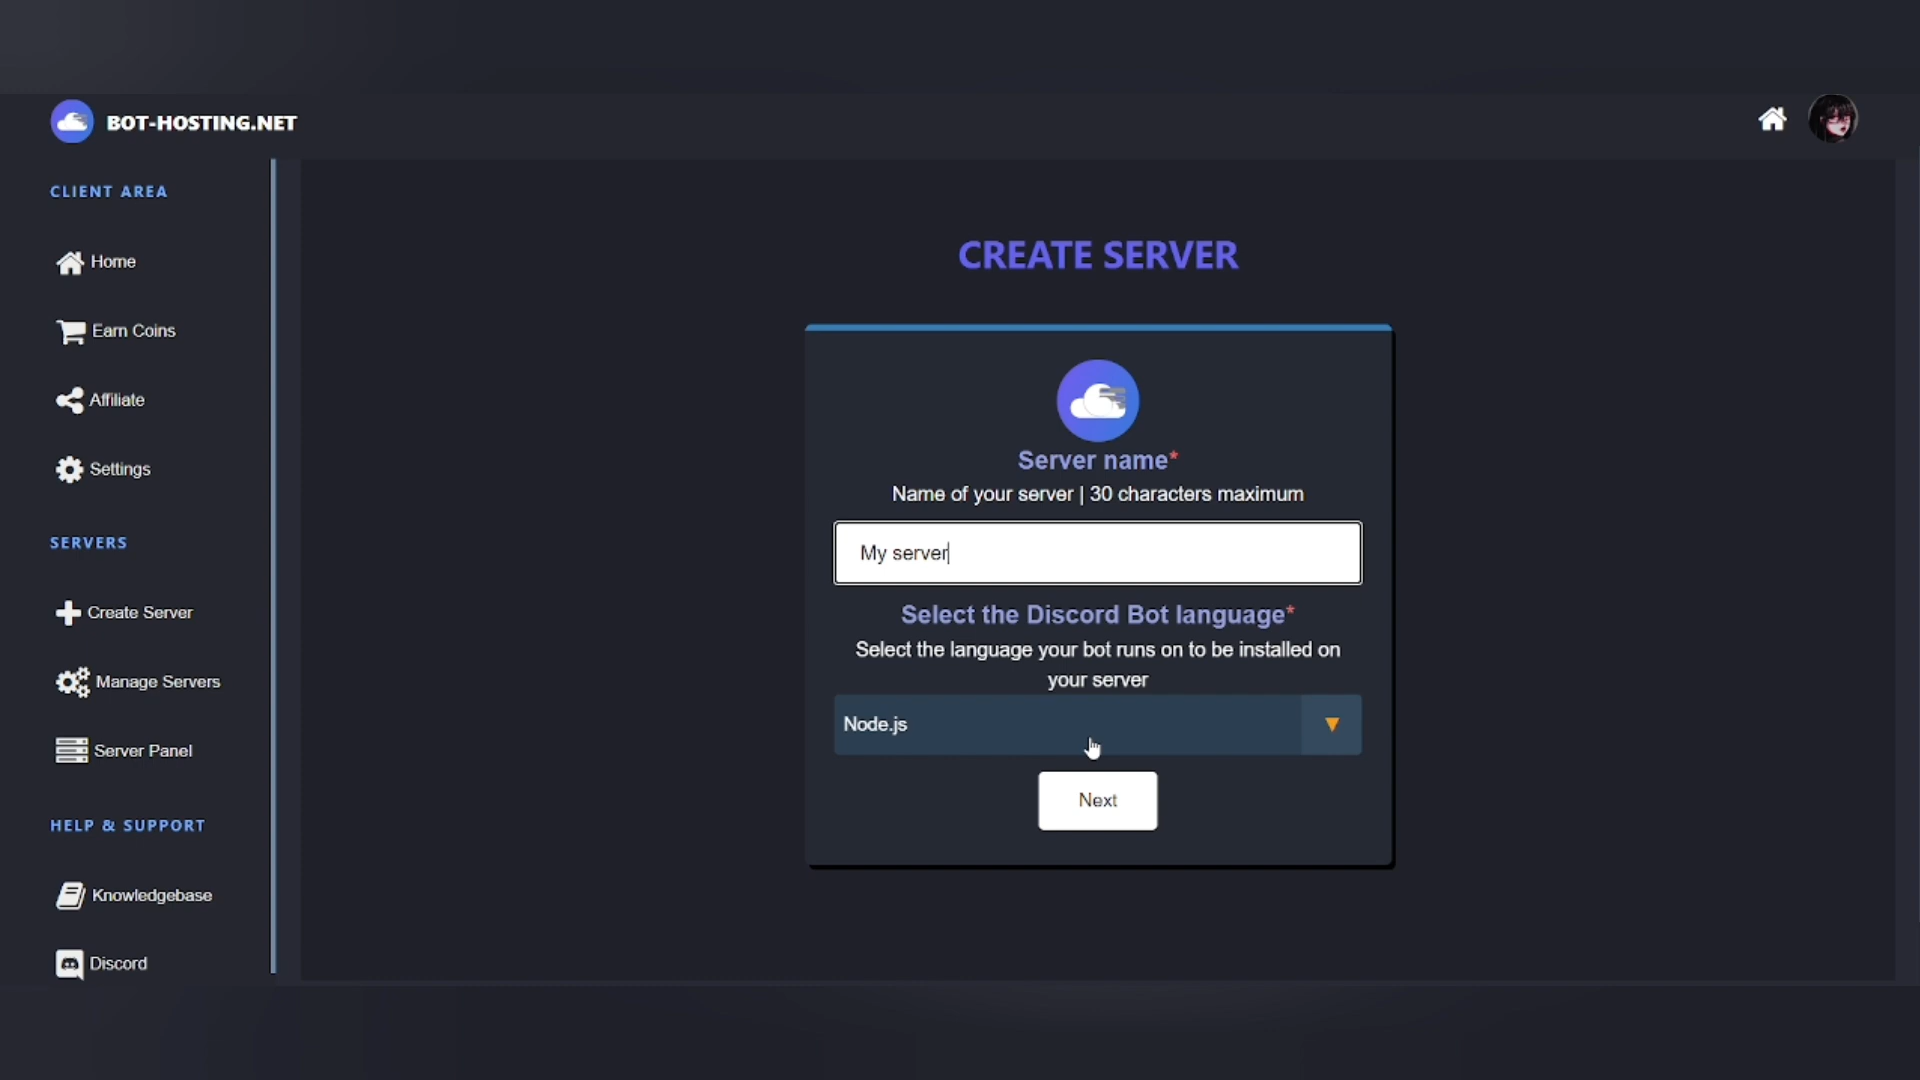 BOT-HOSTING.NET
CLIENT AREA
Home
Earn Coins
Affiliate
Settings
SERVERS
Create Server
Manage Servers
Server Panel
HELP & SUPPORT
Knowledgebase
Discord
CREATE SERVER
Server name*
Name of your server | 30 characters maximum
My server
Select the Discord Bot language*
Select the language your bot runs on to be installed on
your server
Node.js
Next